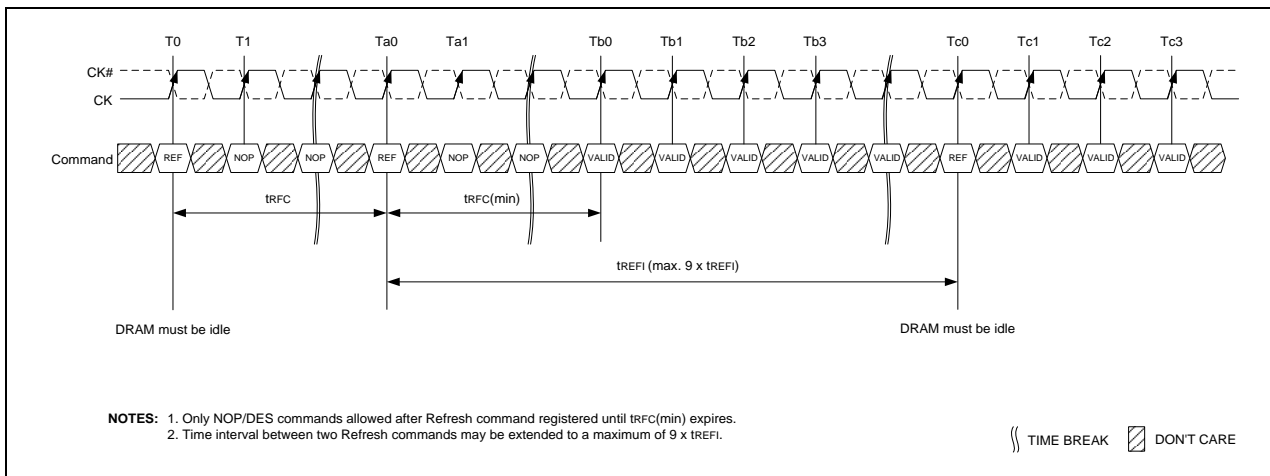 T0 T1 Ta0 Ta1 Tb0 Tb1 Tb2 Tb3 Tc0 Tc1 Tc2 Tc3
CK#
CK
Command REF NOP NOP REF NOP NOP VALID VALID VALID VALID VALID REF VALID VALID VALID
tRFC tRFC(min)
tREFI (max. 9 x tREFI)
DRAM must be idle DRAM must be idle
NOTES: 1. Only NOP/DES commands allowed after Refresh command registered until tRFC(min) expires.
2. Time interval between two Refresh commands may be extended to a maximum of 9 x tREFI.
TIME BREAK DON'T CARE